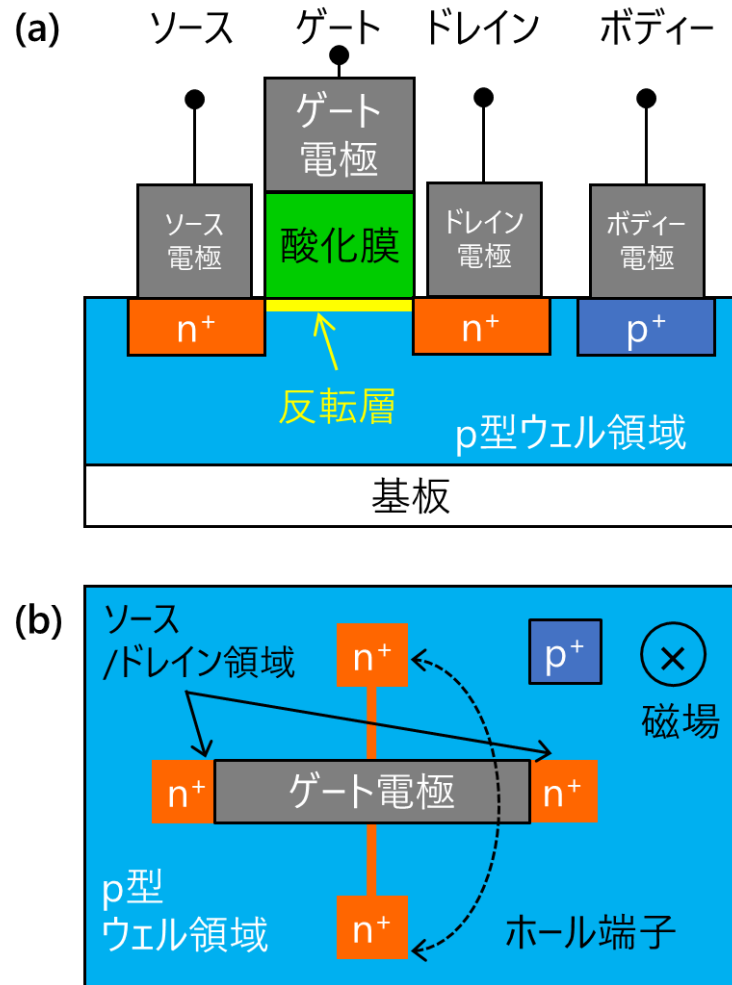 (a)
ソース
ゲート
ドレイン
ボディー
ゲート
電極
ソース
電極
酸化膜
ドレイン
電極
ボディー
電極
n+
n+
p+
反転層
p型ウェル領域
基板
(b)
ソース
/ドレイン領域
n+
p+
×
磁場
n+
ゲート電極
n+
p型
ウェル領域
n+
ホール端子